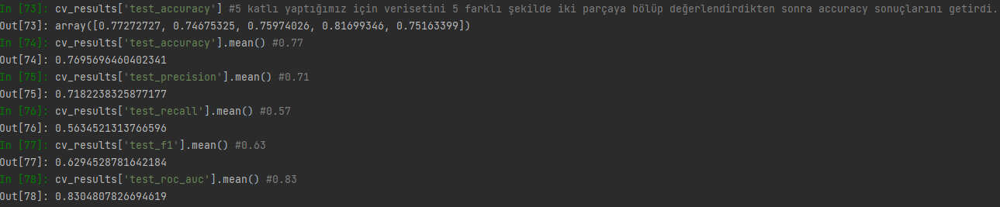 In [73]: cv_results['test_accuracy'] #5 katlı yaptığımız için verisetini 5 farklı şekilde iki parçaya bölüp değerlendirdikten sonra accuracy sonuçlarını getirdi.
Out[73]: array([0.77272727, 0.74675325, 0.75974026, 0.81699346, 0.75163399])
In [74]: cv_results['test_accuracy'].mean() #0.77
Out[74]: 0.7695696460402341
In [75]: cv_results['test_precision'].mean() #0.71
Out[75]: 0.7182238325877177
In [76]: cv_results['test_recall'].mean() #0.57
Out[76]: 0.5634521313766596
In [77]: cv_results['test_f1'].mean() #0.63
Out[77]: 0.6294528781642184
In [78]: cv_results['test_roc_auc'].mean() #0.83
Out[78]: 0.8304807826694619